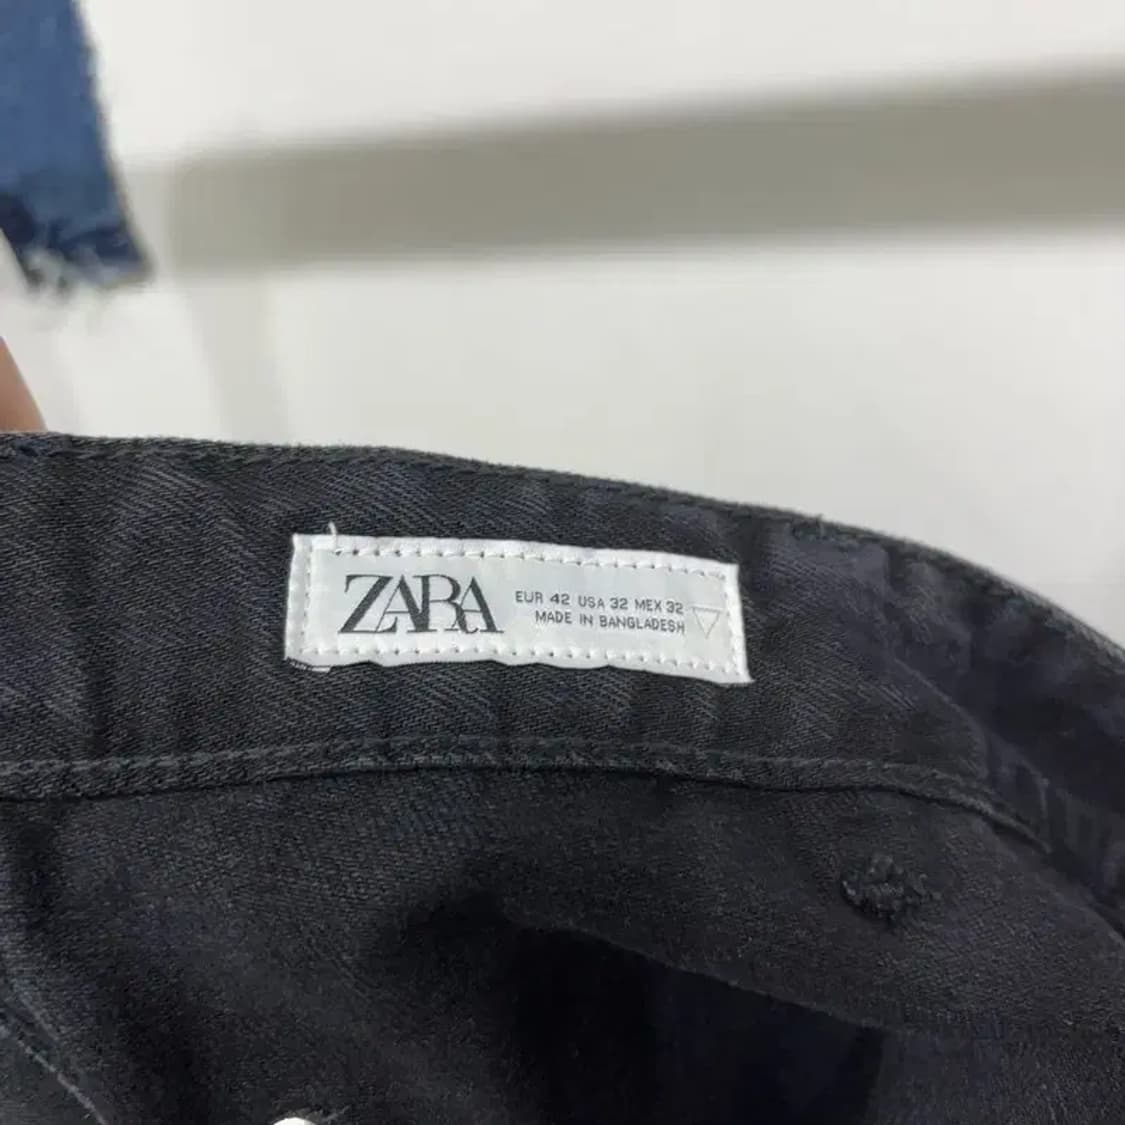 ZARA
EUR 42 USA 32 MEX 32
MADE IN BANGLADESH